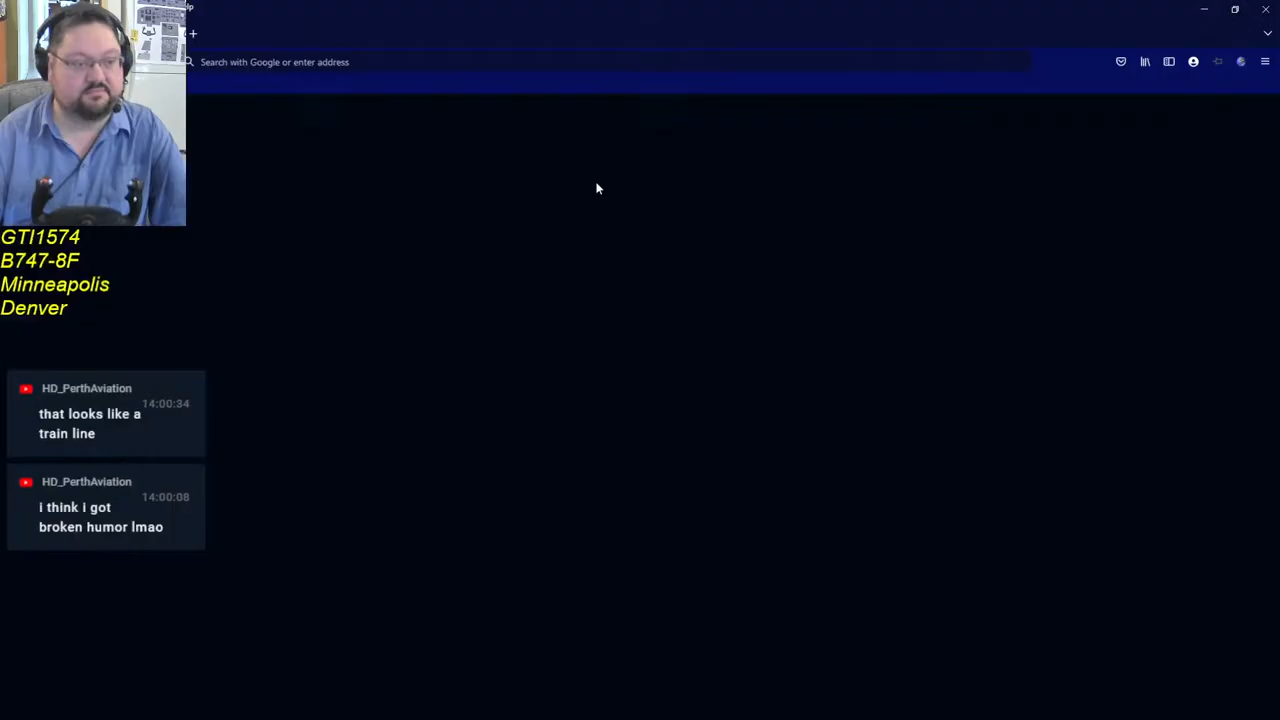 lp
Search with Google or enter address
GTI1574
B747-8F
Minneapolis
Denver
HD_PerthAviation
14:00:34
that looks like a
train line
HD_PerthAviation
14:00:08
i think i got
broken humor lmao